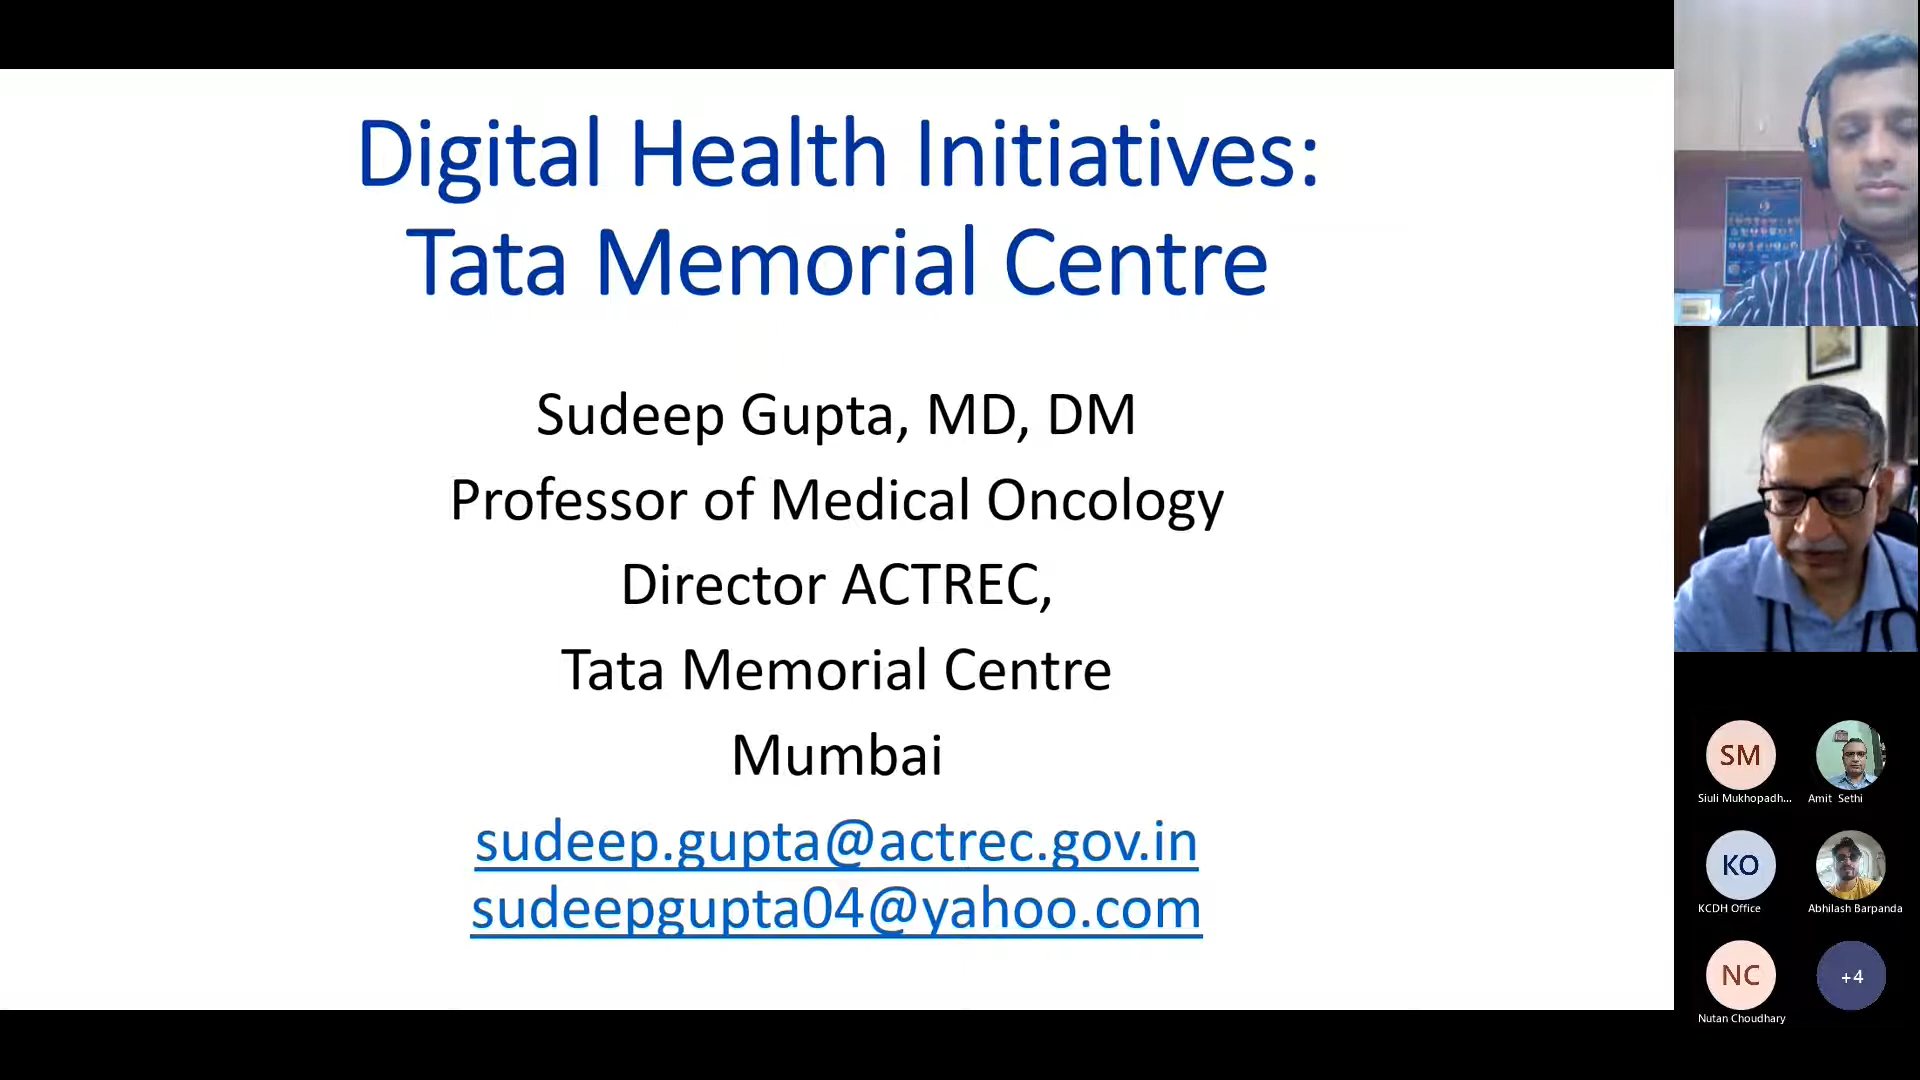 Digital Health Initiatives:
Tata Memorial Centre
Sudeep Gupta, MD, DM
Professor of Medical Oncology
Director ACTREC,
Tata Memorial Centre
Mumbai
sudeep.gupta@actrec.gov.in
sudeepgupta04@yahoo.com
SM
Siuli Mukhopadh...
Amit Sethi
KO
KCDH Office
Abhilash Barpanda
NC
Nutan Choudhary
+4